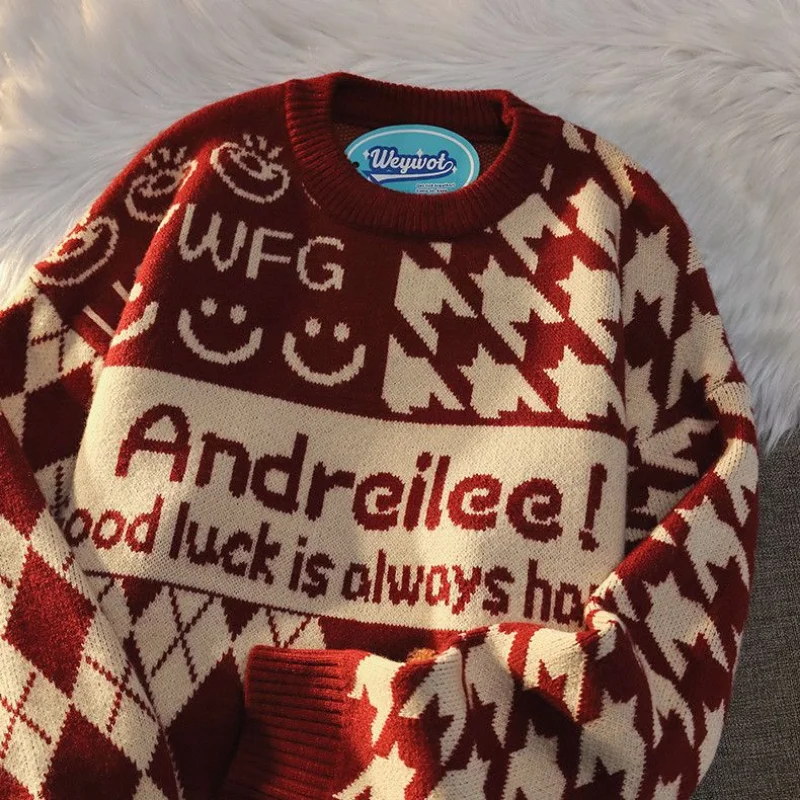 Weywot
WFG
Andreilee!
ood luck is always ha